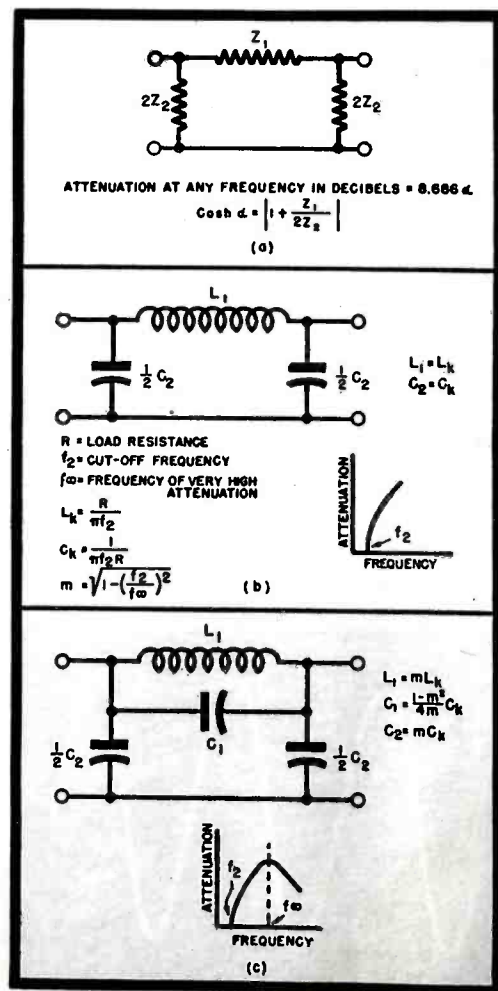 Z₁
2Z₂
2Z₂
ATTENUATION AT ANY FREQUENCY IN DECIBELS = 8.686 α
Cosh α = |1 + Z₁/2Z₂|
(a)
L₁
½ C₂
½ C₂
L₁ = Lk
C₂ = Ck
R = LOAD RESISTANCE
f₂ = CUT-OFF FREQUENCY
f∞ = FREQUENCY OF VERY HIGH
ATTENUATION
Lk = R/πf₂
Ck = 1/πf₂R
m = √1-(f₂/f∞)²
ATTENUATION
f₂
FREQUENCY
(b)
L₁
C₁
½ C₂
½ C₂
L₁ = mLk
C₁ = 1-m²/4m Ck
C₂ = mCk
ATTENUATION
f₂
f∞
FREQUENCY
(c)